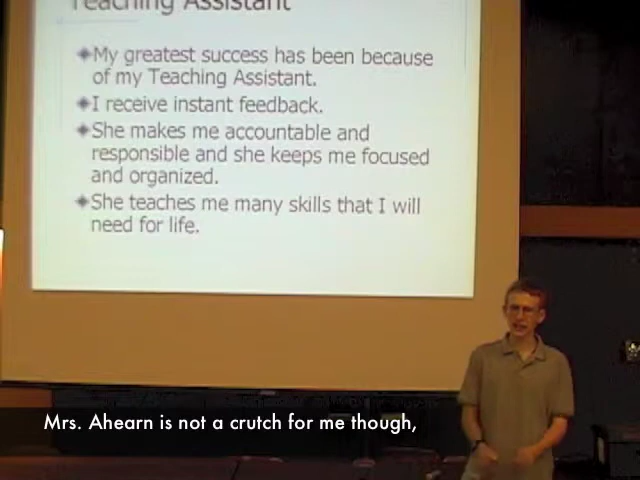 Teaching Assistant
My greatest success has been because
of my Teaching Assistant.
I receive instant feedback.
She makes me accountable and
responsible and she keeps me focused
and organized.
She teaches me many skills that I will
need for life.
Mrs. Ahearn is not a crutch for me though,